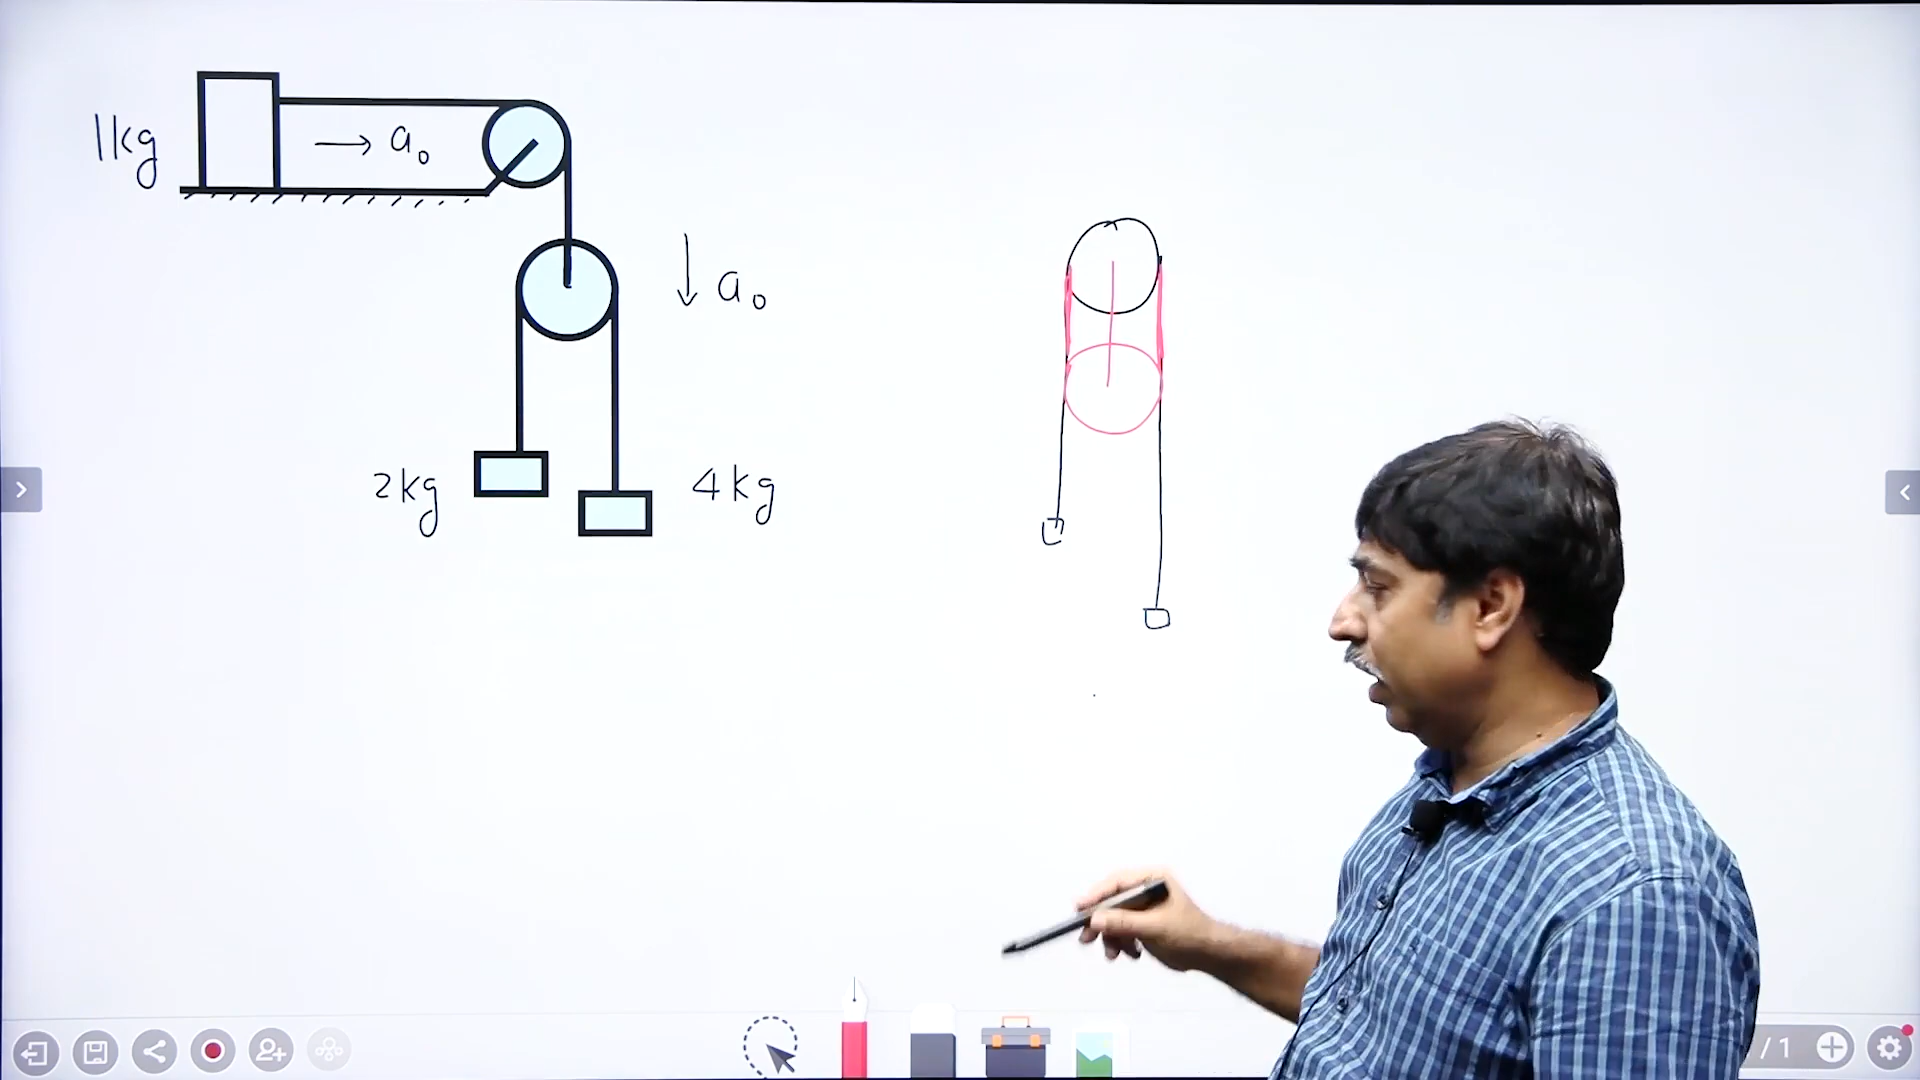 1kg
→ a₀
↓ a₀
2kg
4kg
/ 1